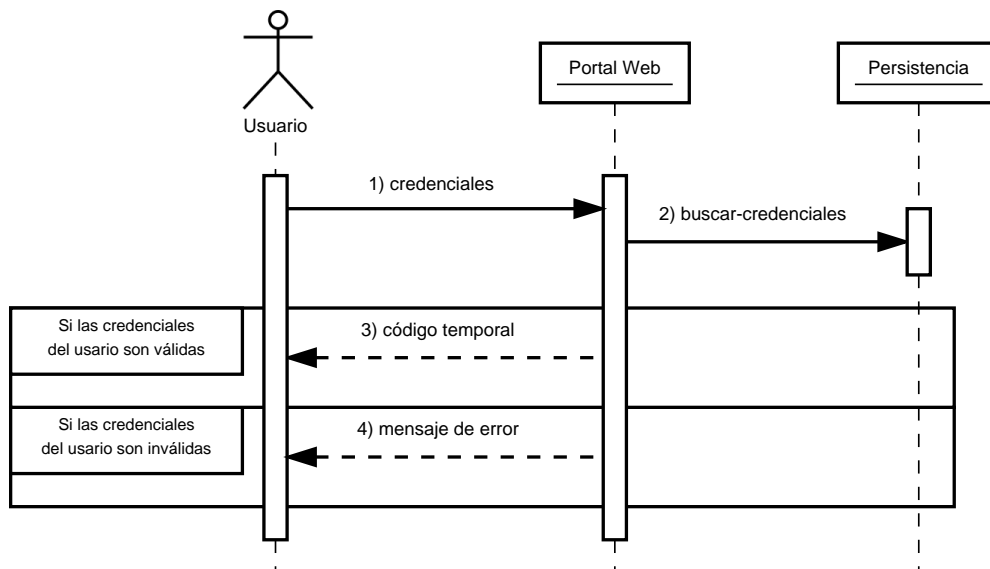 Portal Web
Persistencia
Usuario
1) credenciales
2) buscar-credenciales
Si las credenciales
del usario son válidas
3) código temporal
Si las credenciales
del usario son inválidas
4) mensaje de error